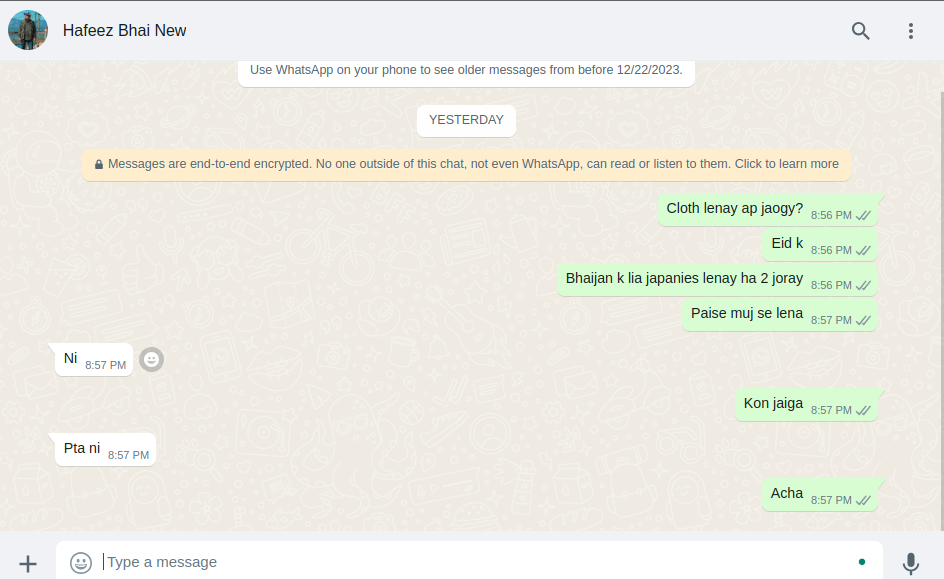 Hafeez Bhai New
Use WhatsApp on your phone to see older messages from before 12/22/2023.
YESTERDAY
Messages are end-to-end encrypted. No one outside of this chat, not even WhatsApp, can read or listen to them. Click to learn more
Cloth lenay ap jaogy? 8:56 PM
Eid k 8:56 PM
Bhaijan k lia japanies lenay ha 2 joray 8:56 PM
Paise muj se lena 8:57 PM
Ni 8:57 PM
Kon jaiga 8:57 PM
Pta ni 8:57 PM
Acha 8:57 PM
Type a message